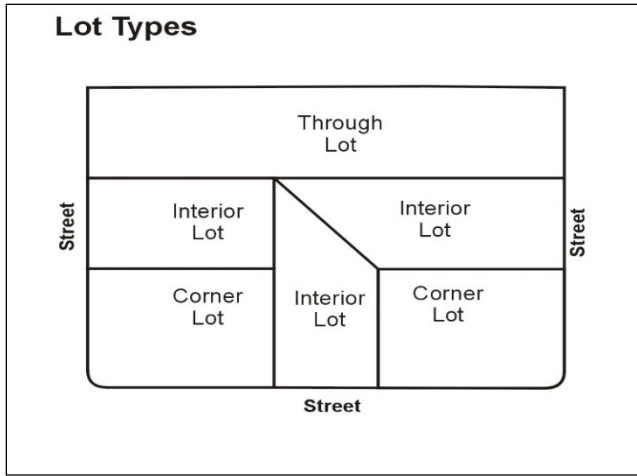 Lot Types
Through
Lot
Interior
Lot
Interior
Lot
Street
Street
Corner
Lot
Interior
Lot
Corner
Lot
Street